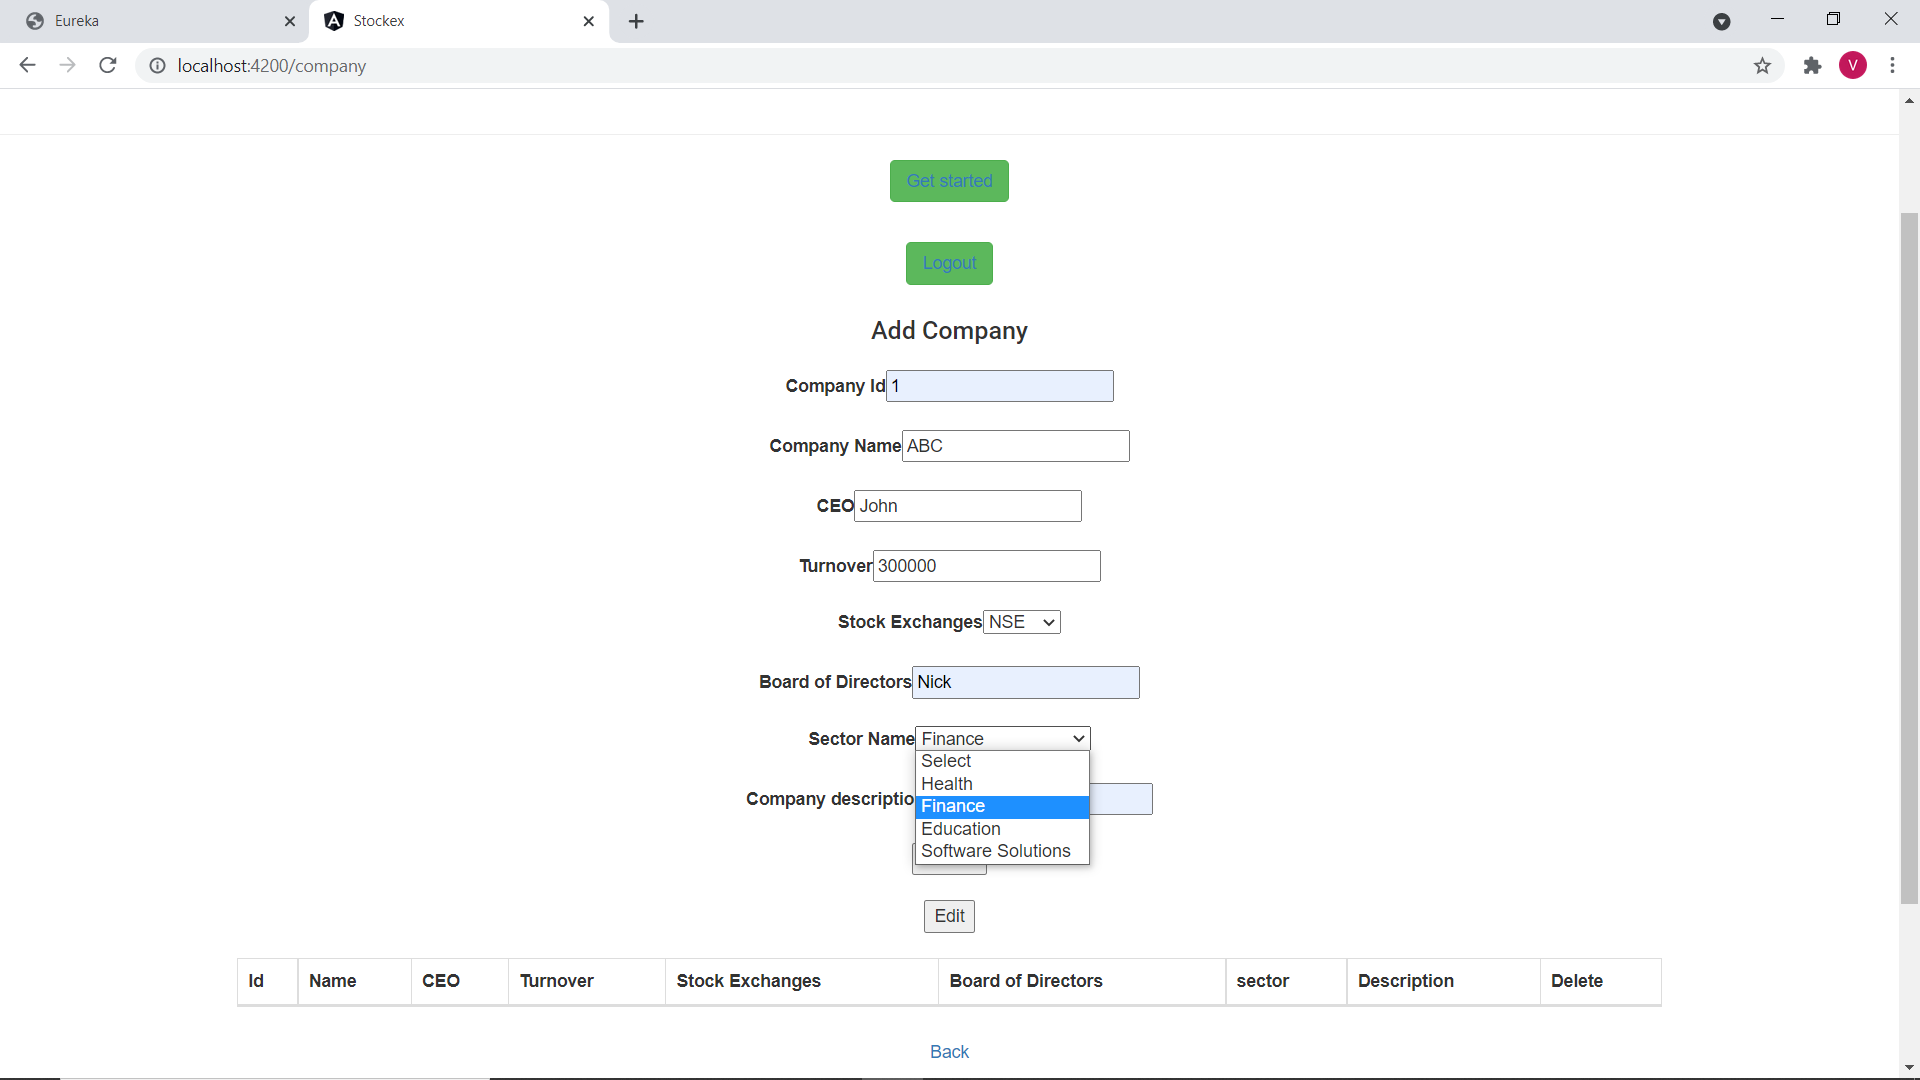 Eureka
Stockex
localhost:4200/company
V
Get started
Logout
Add Company
Company Id 1
Company Name ABC
CEO John
Turnover 300000
Stock Exchanges NSE
Board of Directors Nick
Sector Name Finance
Select
Health
Company descriptio
Finance
Education
Software Solutions
Edit
Id Name CEO Turnover Stock Exchanges Board of Directors sector Description Delete
Back